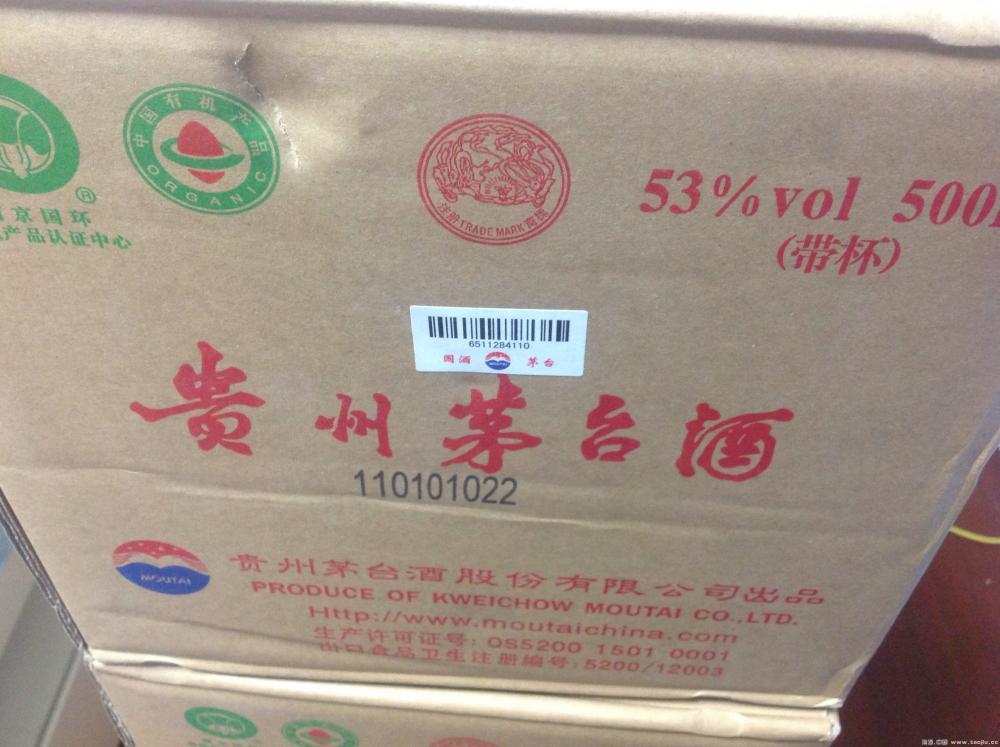 中国有机产品
ORGANIC
®
京国环
产品认证中心
注册 TRADE MARK 商标
53%vol 500
(带杯)
6511284110
国酒 MOUTAI 茅台
贵州茅台酒
110101022
MOUTAI
贵州茅台酒股份有限公司出品
PRODUCE OF KWEICHOW MOUTAI CO.,LTD.
Http://www.moutaichina.com
生产许可证号: QS5200 1501 0001
出口食品卫生注册编号: 5200/12003
www.taojiu.cc